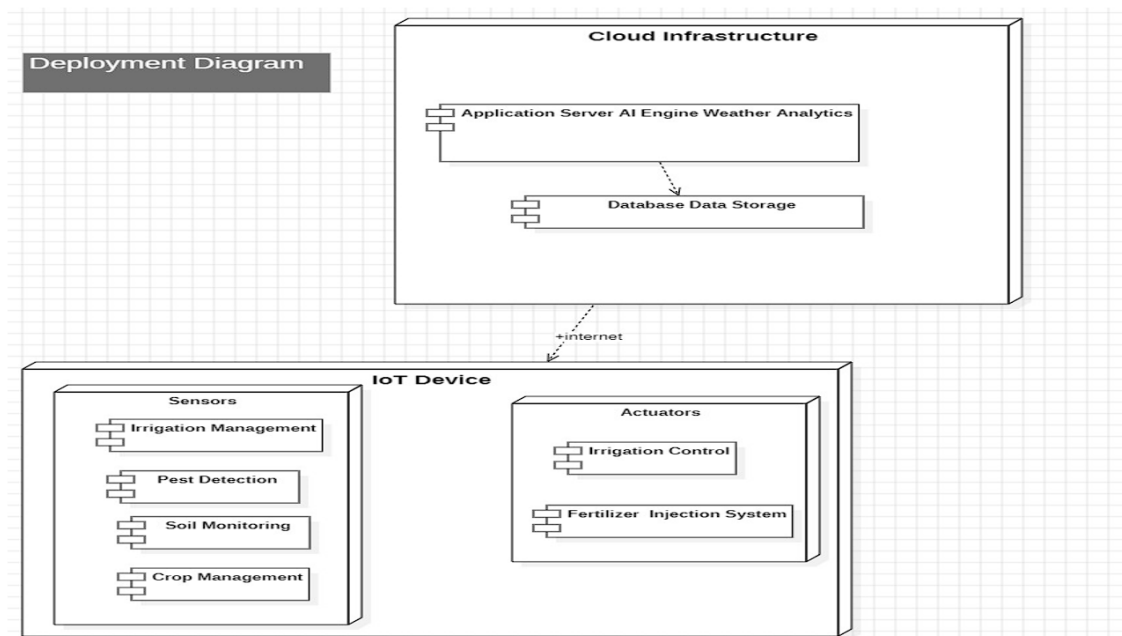 Deployment Diagram
Cloud Infrastructure
Application Server AI Engine Weather Analytics
Database Data Storage
+internet
IoT Device
Sensors
Irrigation Management
Pest Detection
Soil Monitoring
Crop Management
Actuators
Irrigation Control
Fertilizer Injection System